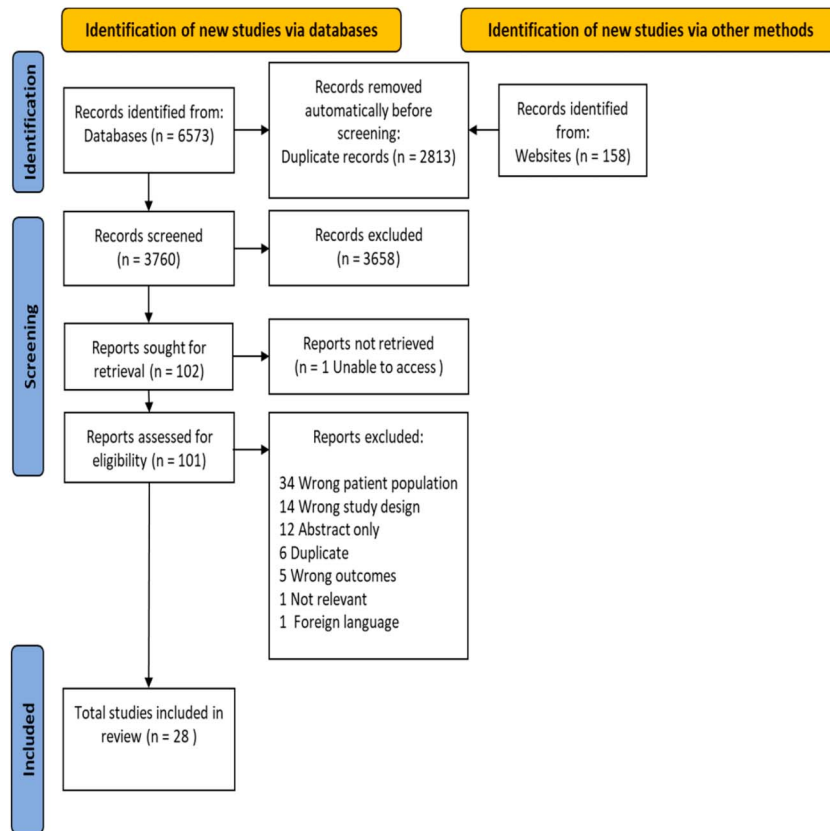 Identification of new studies via databases
Identification of new studies via other methods
Identification
Records identified from:
Databases (n = 6573)
Records removed
automatically before
screening:
Duplicate records (n = 2813)
Records identified
from:
Websites (n = 158)
Screening
Records screened
(n = 3760)
Records excluded
(n = 3658)
Reports sought for
retrieval (n = 102)
Reports not retrieved
(n = 1 Unable to access )
Reports assessed for
eligibility (n = 101)
Reports excluded:
34 Wrong patient population
14 Wrong study design
12 Abstract only
6 Duplicate
5 Wrong outcomes
1 Not relevant
1 Foreign language
Included
Total studies included in
review (n = 28 )